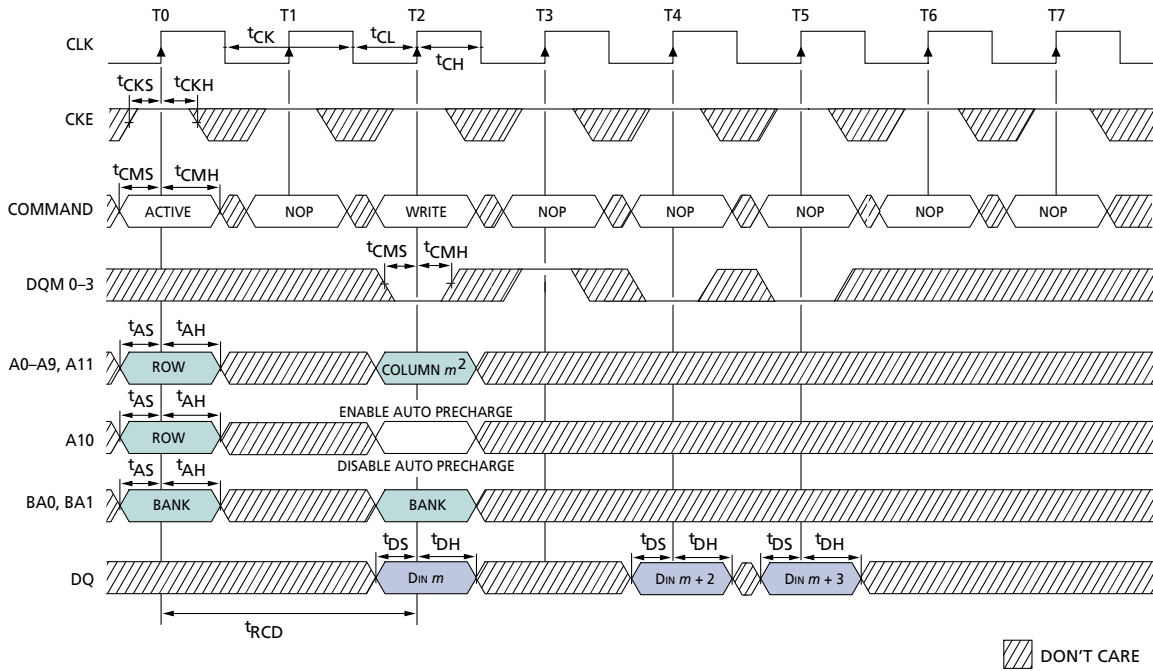 T0 T1 T2 T3 T4 T5 T6 T7
CLK
tCK tCL
tCH
tCKS tCKH
CKE
tCMS tCMH
COMMAND ACTIVE NOP WRITE NOP NOP NOP NOP NOP
tCMS tCMH
DQM 0–3
tAS tAH
A0–A9, A11 ROW COLUMN m2
tAS tAH ENABLE AUTO PRECHARGE
A10 ROW
tAS tAH DISABLE AUTO PRECHARGE
BA0, BA1 BANK BANK
tDS tDH tDS tDH tDS tDH
DQ DIN m DIN m + 2 DIN m + 3
tRCD
DON'T CARE